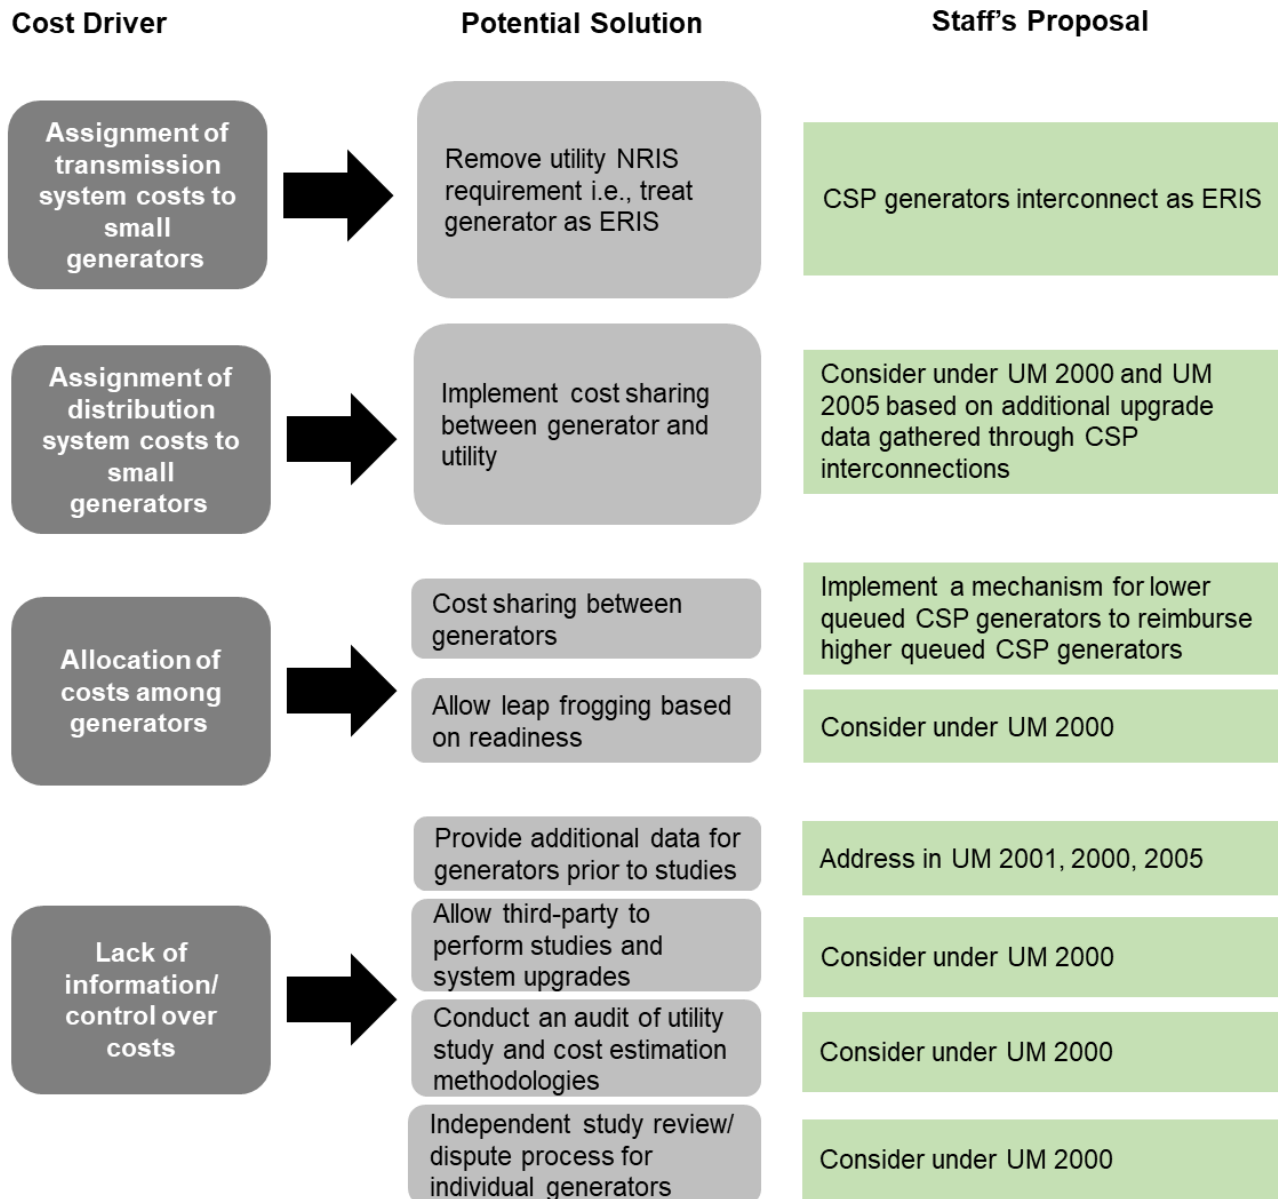 Cost Driver
Potential Solution
Staff's Proposal
Assignment of
transmission
system costs to
small
generators
Remove utility NRIS
requirement i.e., treat
generator as ERIS
CSP generators interconnect as ERIS
Assignment of
distribution
system costs to
small
generators
Implement cost sharing
between generator and
utility
Consider under UM 2000 and UM
2005 based on additional upgrade
data gathered through CSP
interconnections
Allocation of
costs among
generators
Cost sharing between
generators
Implement a mechanism for lower
queued CSP generators to reimburse
higher queued CSP generators
Allow leap frogging based
on readiness
Consider under UM 2000
Lack of
information/
control over
costs
Provide additional data for
generators prior to studies
Address in UM 2001, 2000, 2005
Allow third-party to
perform studies and
system upgrades
Consider under UM 2000
Conduct an audit of utility
study and cost estimation
methodologies
Consider under UM 2000
Independent study review/
dispute process for
individual generators
Consider under UM 2000